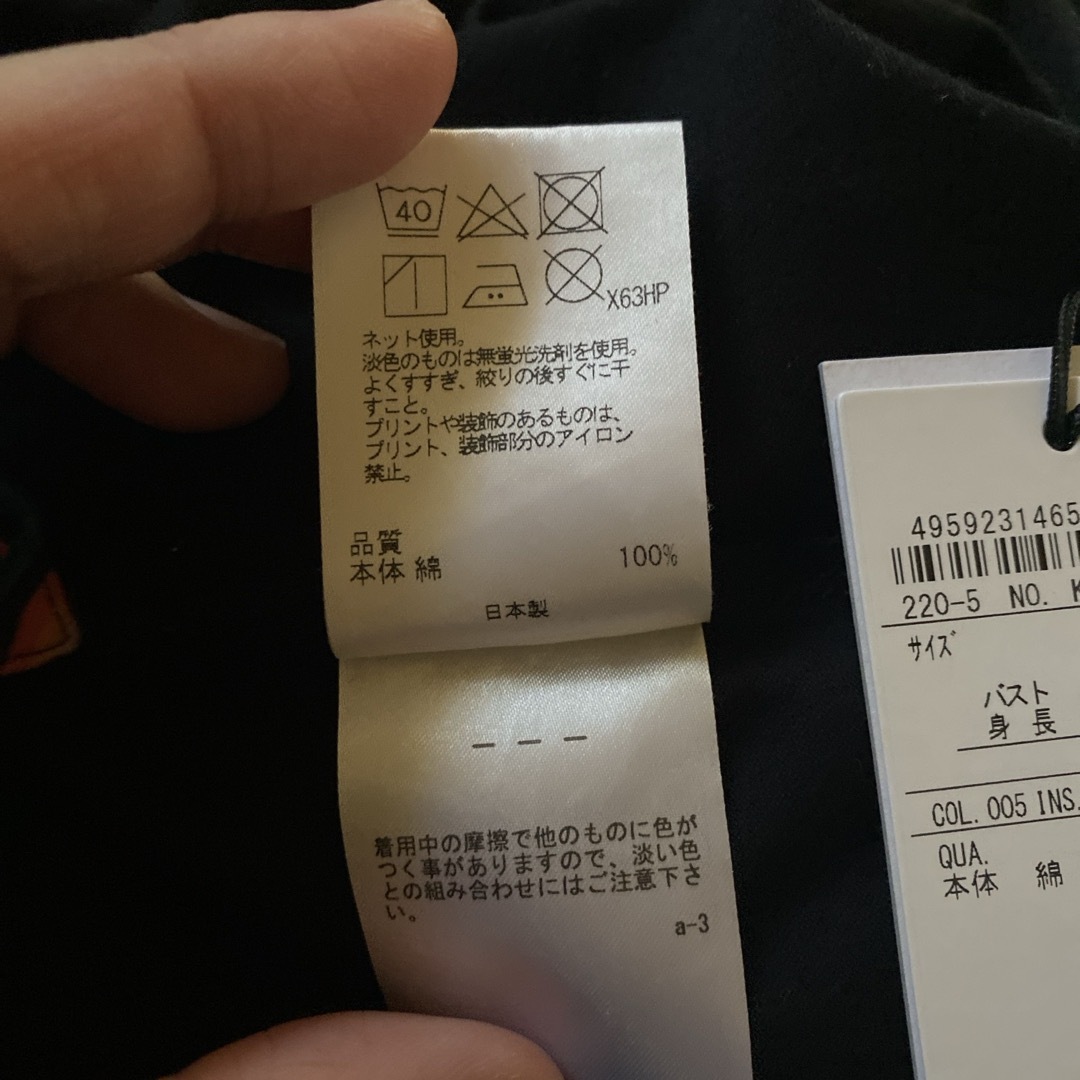 40
X63HP
ネット使用。
淡色のものは無蛍光洗剤を使用。
よくすすぎ、絞りの後すぐに干
すこと。
プリントや装飾のあるものは、
プリント、装飾部分のアイロン
禁止。
品質
本体 綿 100%
日本製
– – –
着用中の摩擦で他のものに色が
つく事がありますので、淡い色
との組み合わせにはご注意下さ
い。
a-3
4959231465
220-5 NO. K
サイズ
バスト
身長
COL. 005 INS.
QUA.
本体 綿